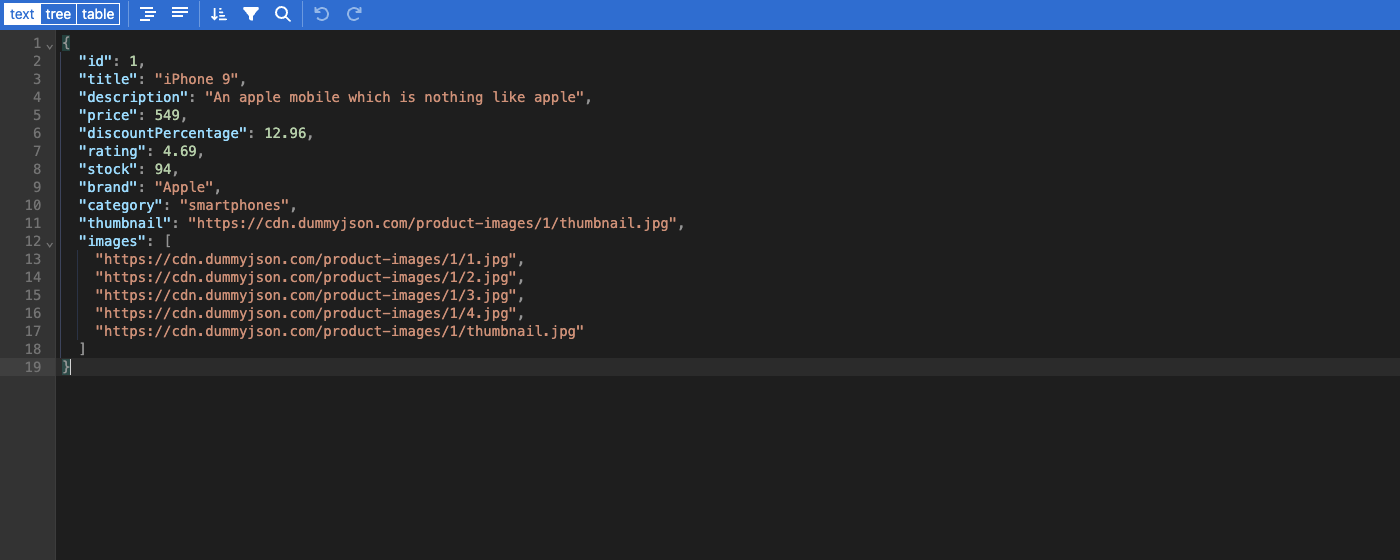 text tree table
1 {
2 "id": 1,
3 "title": "iPhone 9",
4 "description": "An apple mobile which is nothing like apple",
5 "price": 549,
6 "discountPercentage": 12.96,
7 "rating": 4.69,
8 "stock": 94,
9 "brand": "Apple",
10 "category": "smartphones",
11 "thumbnail": "https://cdn.dummyjson.com/product-images/1/thumbnail.jpg",
12 "images": [
13 "https://cdn.dummyjson.com/product-images/1/1.jpg",
14 "https://cdn.dummyjson.com/product-images/1/2.jpg",
15 "https://cdn.dummyjson.com/product-images/1/3.jpg",
16 "https://cdn.dummyjson.com/product-images/1/4.jpg",
17 "https://cdn.dummyjson.com/product-images/1/thumbnail.jpg"
18 ]
19 }